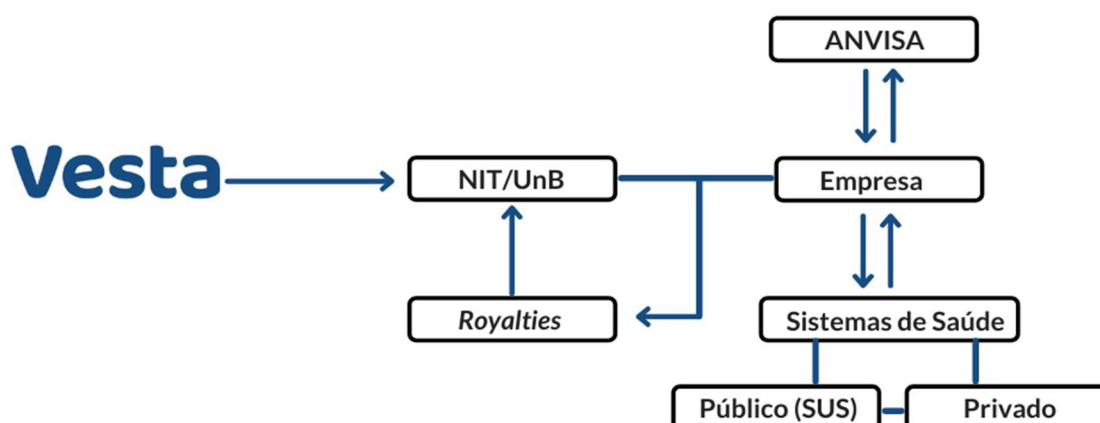 ANVISA
Vesta
NIT/UnB
Empresa
Royalties
Sistemas de Saúde
Público (SUS)
Privado